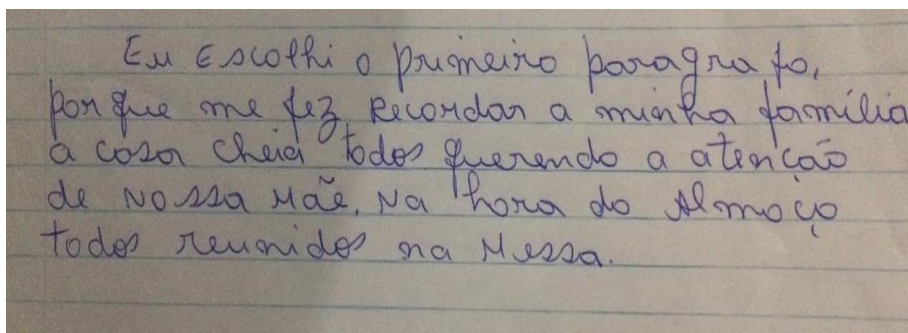 Eu Escolhi o primeiro paragrafo,
porque me fez Recordar a minha família
a casa cheia todos querendo a atenção
de Nossa Mãe, Na hora do Almoço
todos reunidos na Messa.